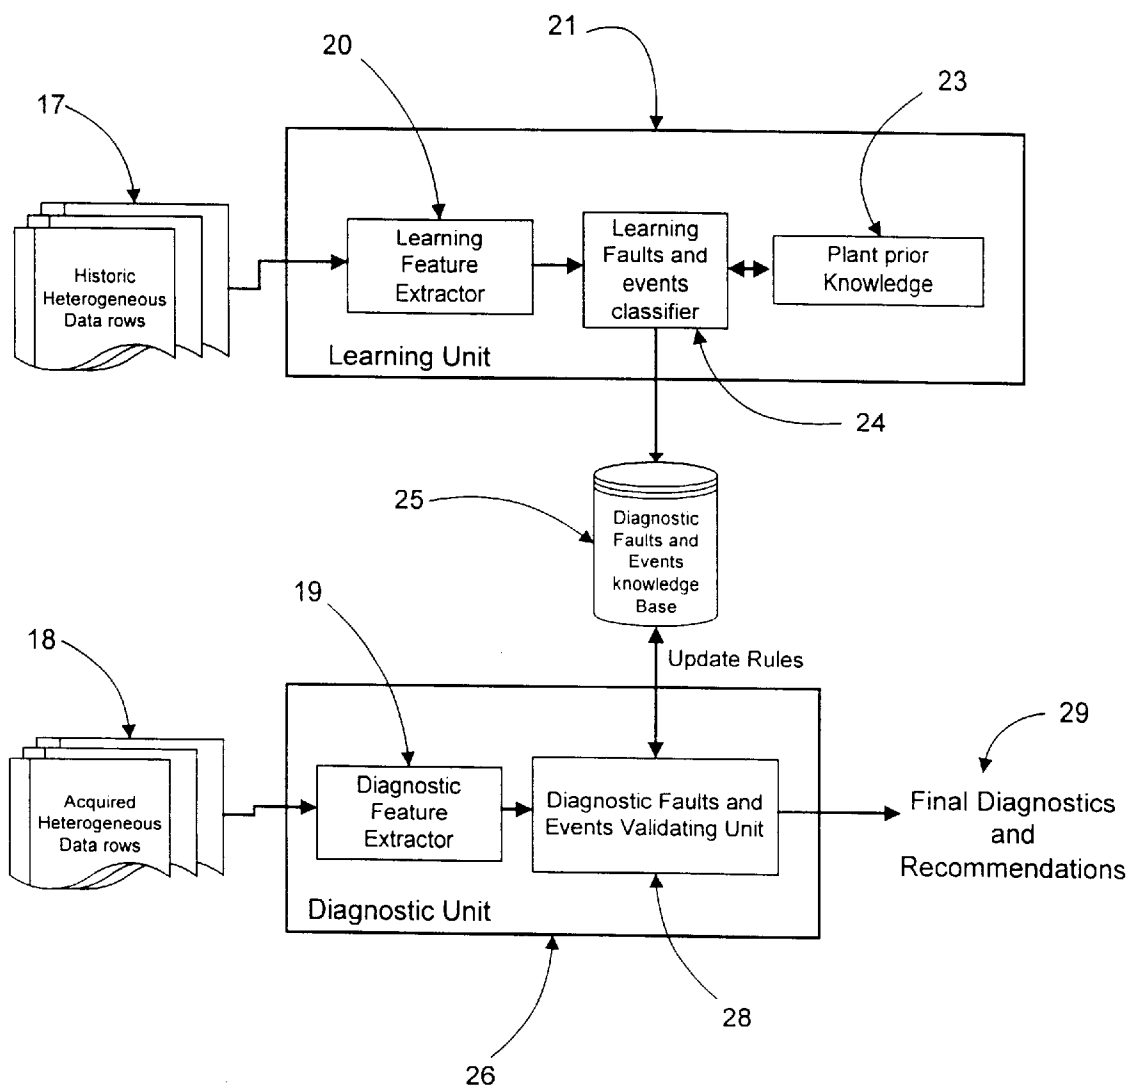 21
20
23
17
Learning
Feature
Extractor
Learning
Faults and
events
classifier
Plant prior
Knowledge
Historic
Heterogeneous
Data rows
Learning Unit
24
25
Diagnostic
Faults and
Events
knowledge
Base
19
18
Update Rules
29
Acquired
Heterogeneous
Data rows
Diagnostic
Feature
Extractor
Diagnostic Faults and
Events Validating Unit
Final Diagnostics
and
Recommendations
Diagnostic Unit
28
26